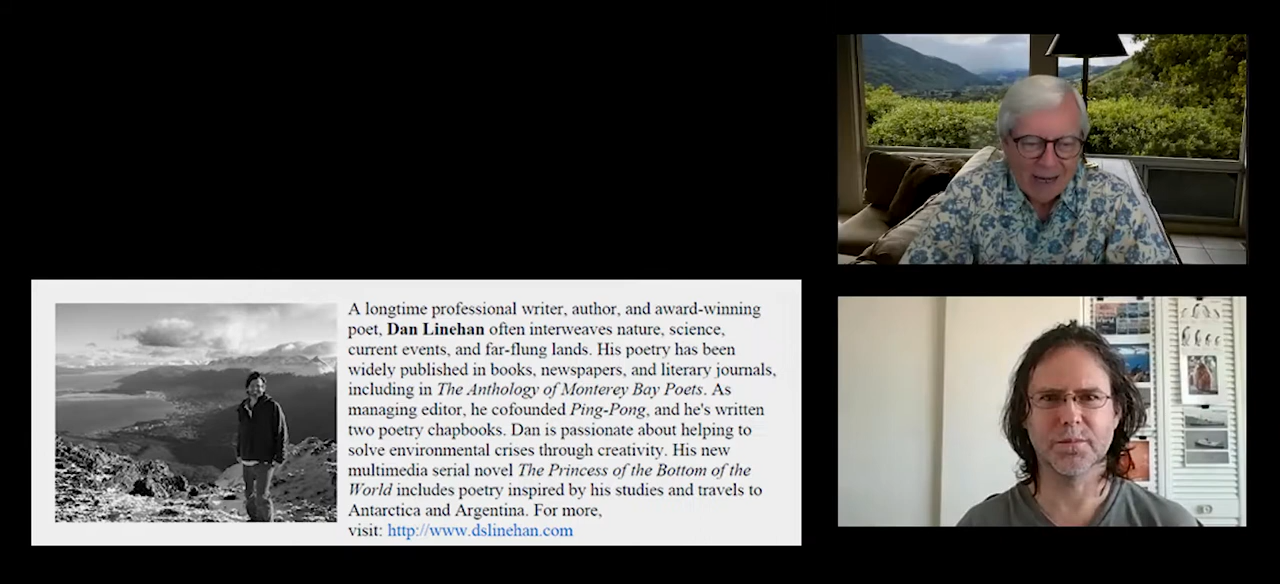 A longtime professional writer, author, and award-winning
poet, Dan Linehan often interweaves nature, science,
current events, and far-flung lands. His poetry has been
widely published in books, newspapers, and literary journals,
including in The Anthology of Monterey Bay Poets. As
managing editor, he cofounded Ping-Pong, and he's written
two poetry chapbooks. Dan is passionate about helping to
solve environmental crises through creativity. His new
multimedia serial novel The Princess of the Bottom of the
World includes poetry inspired by his studies and travels to
Antarctica and Argentina. For more,
visit: http://www.dslinehan.com